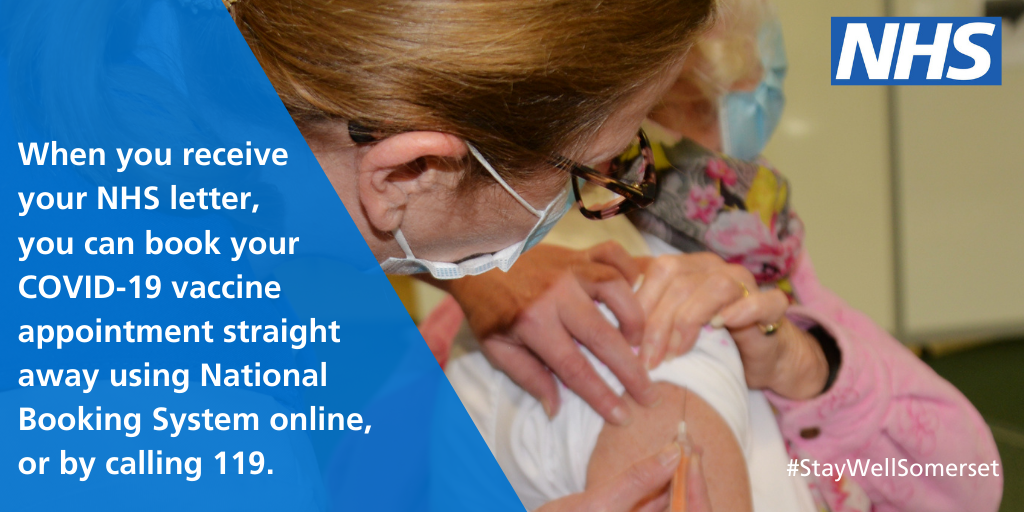 NHS
When you receive
your NHS letter,
you can book your
COVID-19 vaccine
appointment straight
away using National
Booking System online,
or by calling 119.
#StayWellSomerset